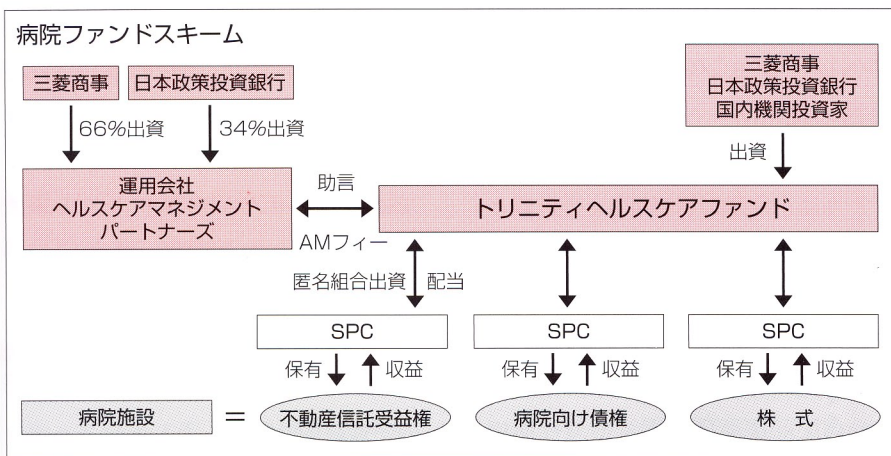 病院ファンドスキーム
三菱商事
日本政策投資銀行
三菱商事
日本政策投資銀行
国内機関投資家
66%出資
34%出資
出資
運用会社
ヘルスケアマネジメント
パートナーズ
助言
AMフィー
トリニティヘルスケアファンド
匿名組合出資
配当
SPC
SPC
SPC
保有
収益
保有
収益
保有
収益
病院施設
=
不動産信託受益権
病院向け債権
株 式